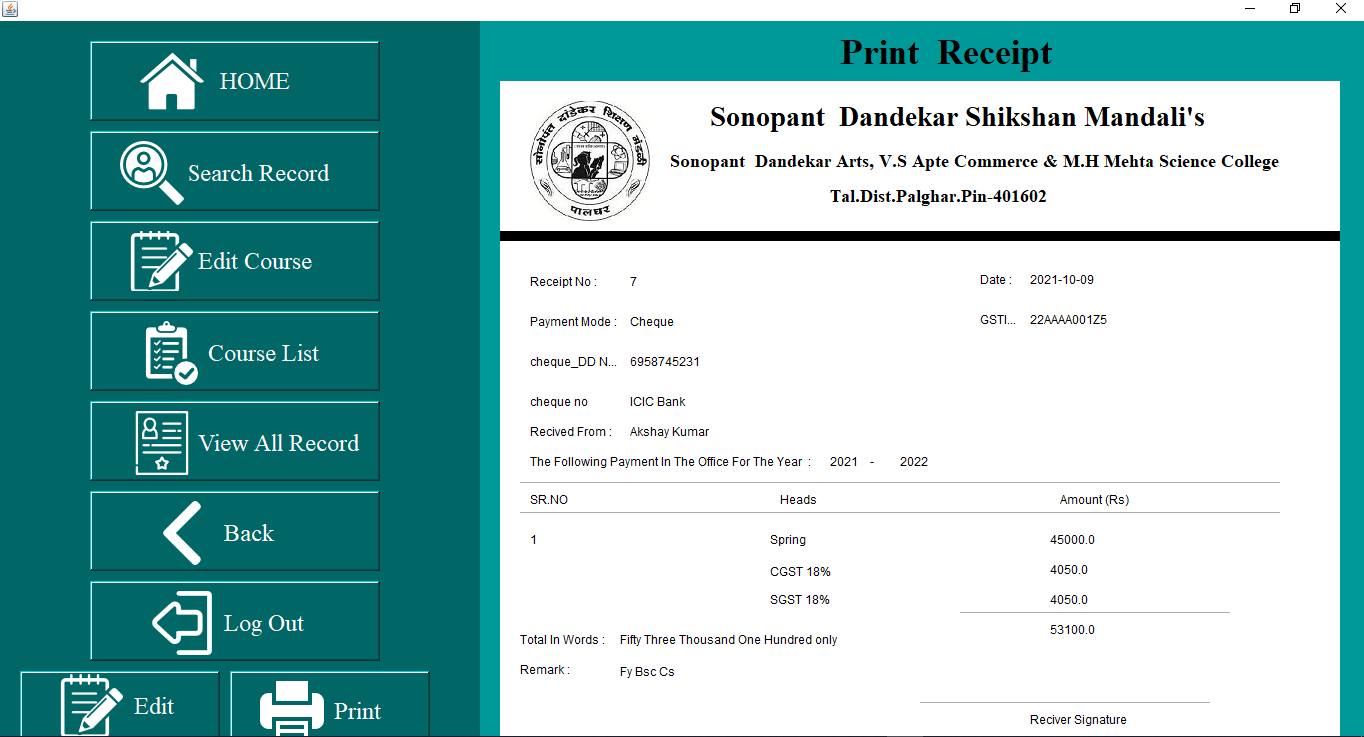 HOME
Search Record
Edit Course
Course List
View All Record
Back
Log Out
Edit
Print
Print Receipt
सोनोपंत दांडेकर शिक्षण मंडळी
पालघर
Sonopant Dandekar Shikshan Mandali's
Sonopant Dandekar Arts, V.S Apte Commerce & M.H Mehta Science College
Tal.Dist.Palghar.Pin-401602
Receipt No : 7 Date : 2021-10-09
Payment Mode : Cheque GSTI... 22AAAA001Z5
cheque_DD N... 6958745231
cheque no ICIC Bank
Recived From : Akshay Kumar
The Following Payment In The Office For The Year : 2021 - 2022
SR.NO Heads Amount (Rs)
1 Spring 45000.0
CGST 18% 4050.0
SGST 18% 4050.0
53100.0
Total In Words : Fifty Three Thousand One Hundred only
Remark : Fy Bsc Cs
Reciver Signature